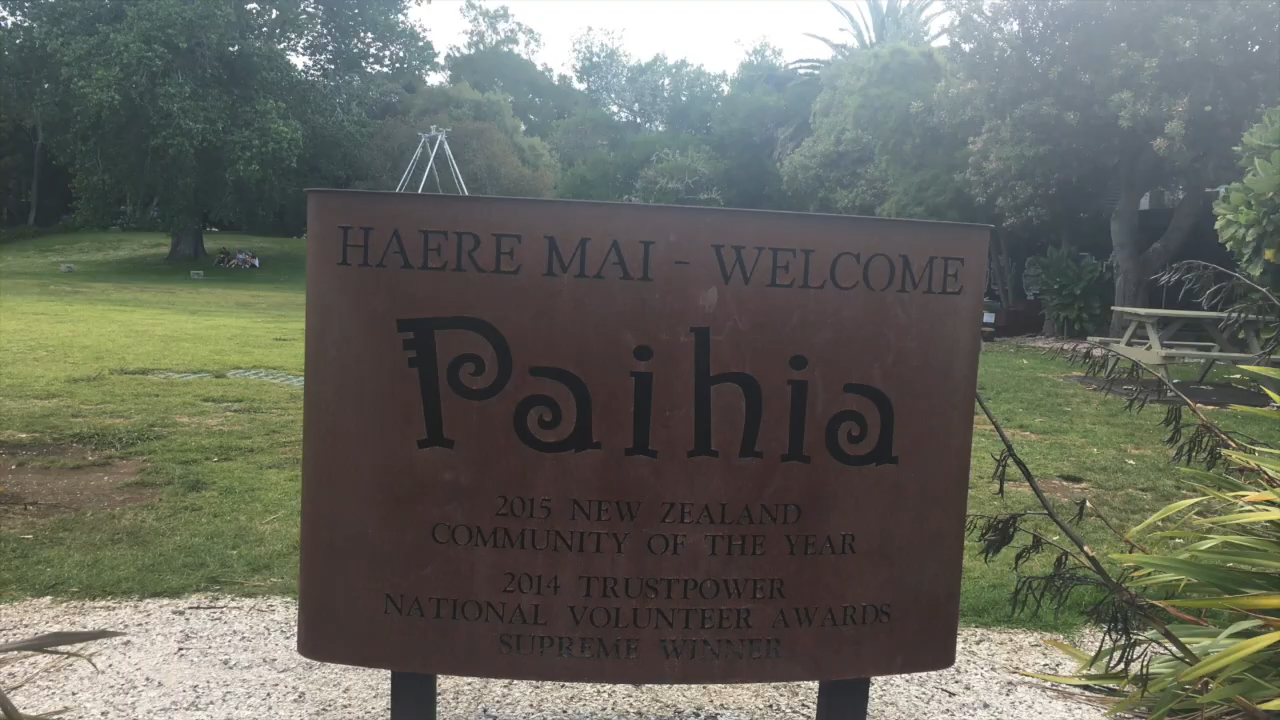 HAERE MAI - WELCOME
Paihia
2015 NEW ZEALAND
COMMUNITY OF THE YEAR
2014 TRUSTPOWER
NATIONAL VOLUNTEER AWARDS
SUPREME WINNER